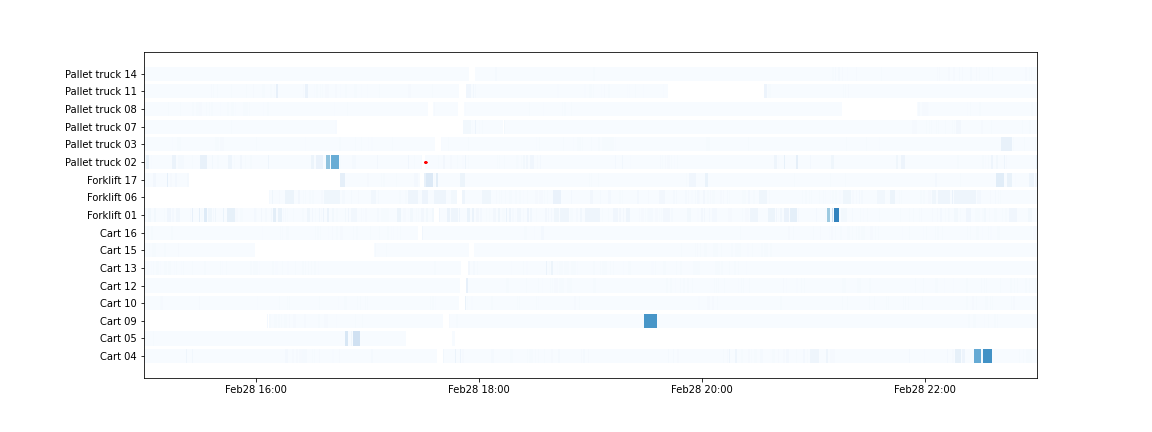 Pallet truck 14
Pallet truck 11
Pallet truck 08
Pallet truck 07
Pallet truck 03
Pallet truck 02
Forklift 17
Forklift 06
Forklift 01
Cart 16
Cart 15
Cart 13
Cart 12
Cart 10
Cart 09
Cart 05
Cart 04
Feb28 16:00 Feb28 18:00 Feb28 20:00 Feb28 22:00